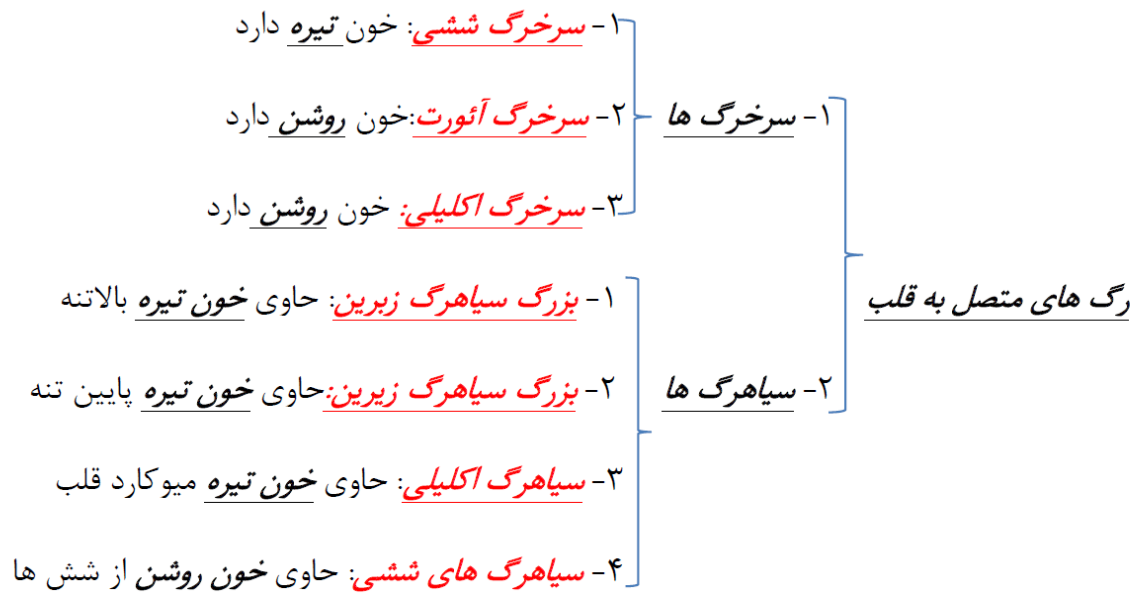 رگ های متصل به قلب
۱- سرخرگ ها
۱- سرخرگ ششی: خون تیره دارد
۲- سرخرگ آئورت:خون روشن دارد
۳- سرخرگ اکلیلی: خون روشن دارد
۲- سیاهرگ ها
۱- بزرگ سیاهرگ زبرین: حاوی خون تیره بالاتنه
۲- بزرگ سیاهرگ زیرین:حاوی خون تیره پایین تنه
۳- سیاهرگ اکلیلی: حاوی خون تیره میوکارد قلب
۴- سیاهرگ های ششی: حاوی خون روشن از شش ها